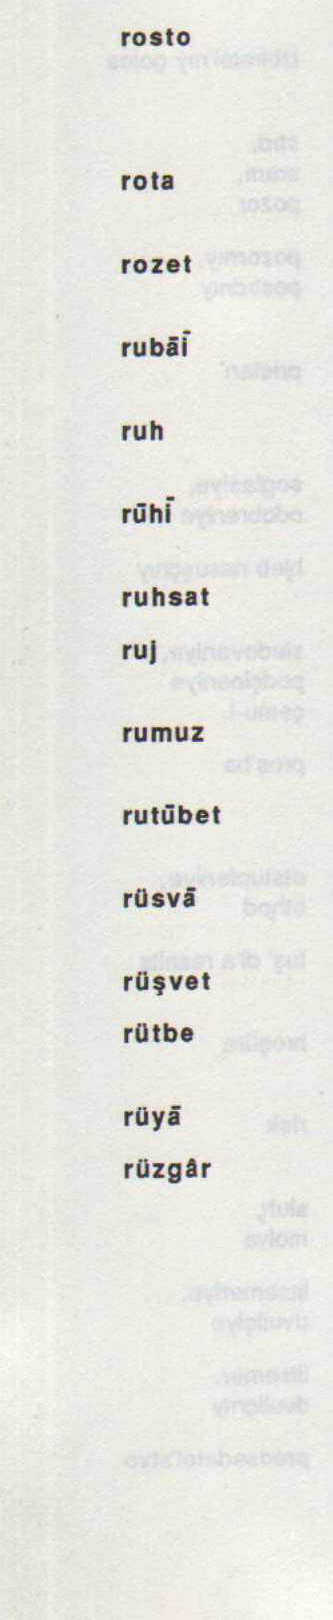 rosto
rota
rozet
rubāī
ruh
rūhī
ruhsat
ruj
rumuz
rutūbet
rüsvā
rüşvet
rütbe
rüyā
rüzgâr